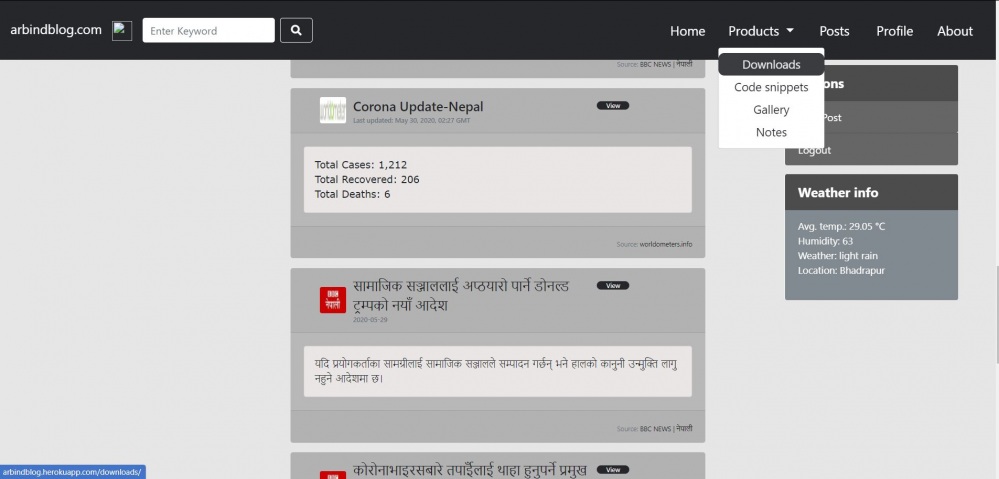 arbindblog.com
Enter Keyword
Home
Products
Posts
Profile
About
Downloads
Code snippets
Gallery
Notes
Source: BBC NEWS | नेपाली
Corona Update-Nepal
View
Last updated: May 30, 2020, 02:27 GMT
Total Cases: 1,212
Total Recovered: 206
Total Deaths: 6
Source: worldometers.info
सामाजिक सञ्जाललाई अप्ठयारो पार्ने डोनल्ड
ट्रम्पको नयाँ आदेश
View
2020-05-29
यदि प्रयोगकर्ताका सामग्रीलाई सामाजिक सञ्जालले सम्पादन गर्छन् भने हालको कानुनी उन्मुक्ति लागु
नहुने आदेशमा छ।
Source: BBC NEWS | नेपाली
कोरोनाभाइरसबारे तपाईँलाई थाहा हुनुपर्ने प्रमुख
View
ons
Post
Logout
Weather info
Avg. temp.: 29.05 °C
Humidity: 63
Weather: light rain
Location: Bhadrapur
arbindblog.herokuapp.com/downloads/